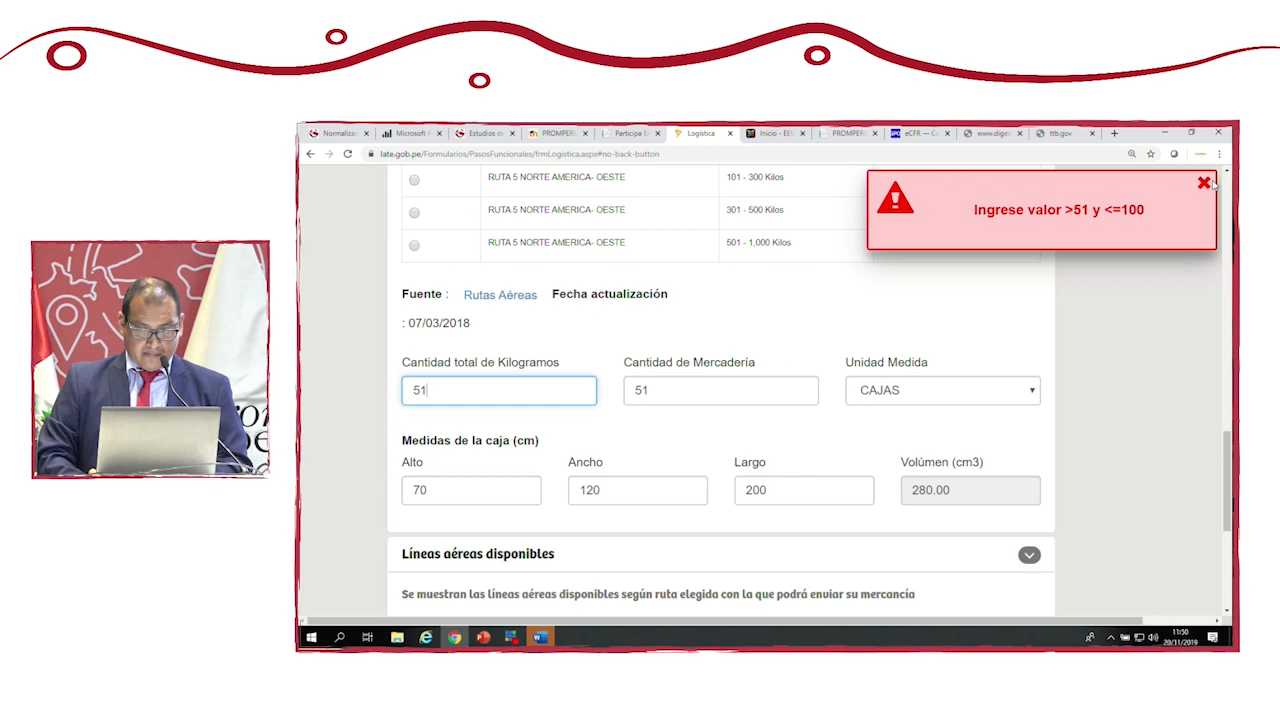 Normaliza
Microsoft P
Estudios de
PROMPERU
Participa En
Logística
Inicio - EEU
PROMPERU
eCFR — Co
www.diges
ttb.gov
late.gob.pe/Formularios/PasosFuncionales/frmLogistica.aspx#no-back-button
RUTA 5 NORTE AMERICA- OESTE 101 - 300 Kilos
RUTA 5 NORTE AMERICA- OESTE 301 - 500 Kilos
RUTA 5 NORTE AMERICA- OESTE 501 - 1,000 Kilos
Ingrese valor >51 y <=100
Fuente : Rutas Aéreas Fecha actualización
: 07/03/2018
Cantidad total de Kilogramos Cantidad de Mercadería Unidad Medida
51 51 CAJAS
Medidas de la caja (cm)
Alto Ancho Largo Volúmen (cm3)
70 120 200 280.00
Líneas aéreas disponibles
Se muestran las líneas aéreas disponibles según ruta elegida con la que podrá enviar su mercancía
11:50
20/11/2019